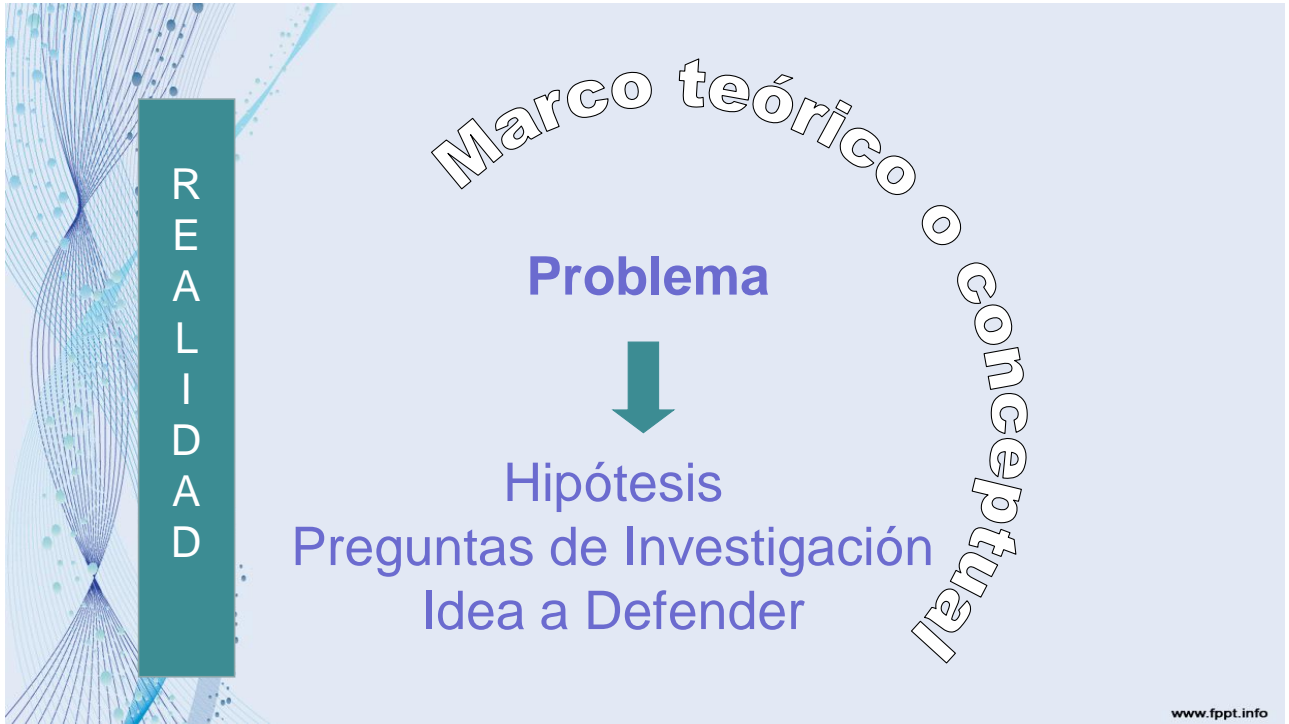 Marco teórico o conceptual
R
E
A
L
I
D
A
D
Problema
Hipótesis
Preguntas de Investigación
Idea a Defender
www.fppt.info